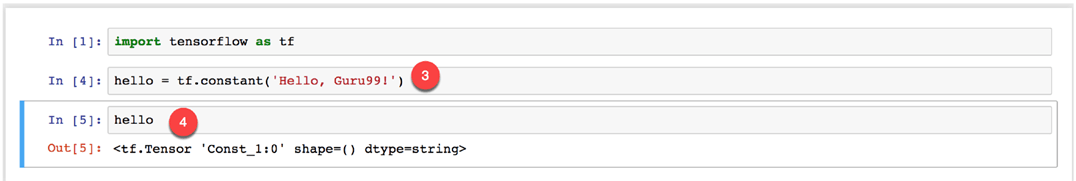 In [1]: import tensorflow as tf
In [4]: hello = tf.constant('Hello, Guru99!') 3
In [5]: hello 4
Out[5]: <tf.Tensor 'Const_1:0' shape=() dtype=string>